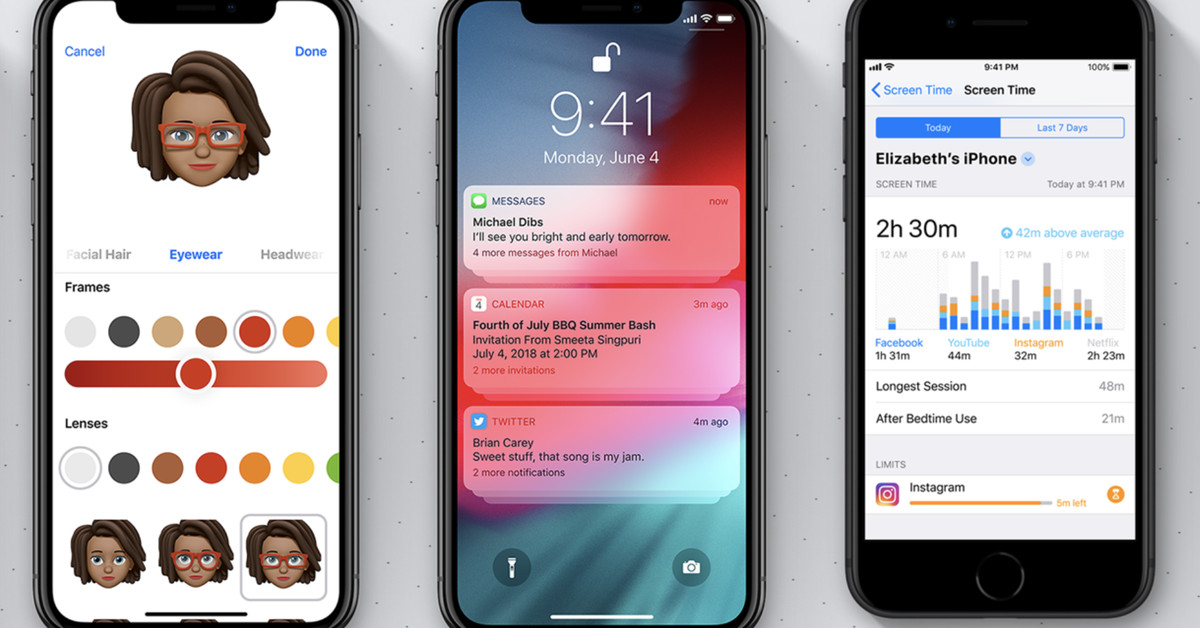 Cancel
Done
Facial Hair
Eyewear
Headwear
Frames
Lenses
9:41
Monday, June 4
MESSAGES
now
Michael Dibs
I'll see you bright and early tomorrow.
4 more messages from Michael
4
CALENDAR
3m ago
Fourth of July BBQ Summer Bash
Invitation From Smeeta Singpuri
July 4, 2018 at 2:00 PM
2 more invitations
TWITTER
4m ago
Brian Carey
Sweet stuff, that song is my jam.
2 more notifications
9:41 PM
100%
Screen Time
Screen Time
Today
Last 7 Days
Elizabeth's iPhone
SCREEN TIME
Today at 9:41 PM
2h 30m
42m above average
12 AM
6 AM
12 PM
6 PM
Facebook
YouTube
Instagram
Netflix
1h 31m
44m
32m
2h 23m
Longest Session
48m
After Bedtime Use
21m
LIMITS
Instagram
5m left